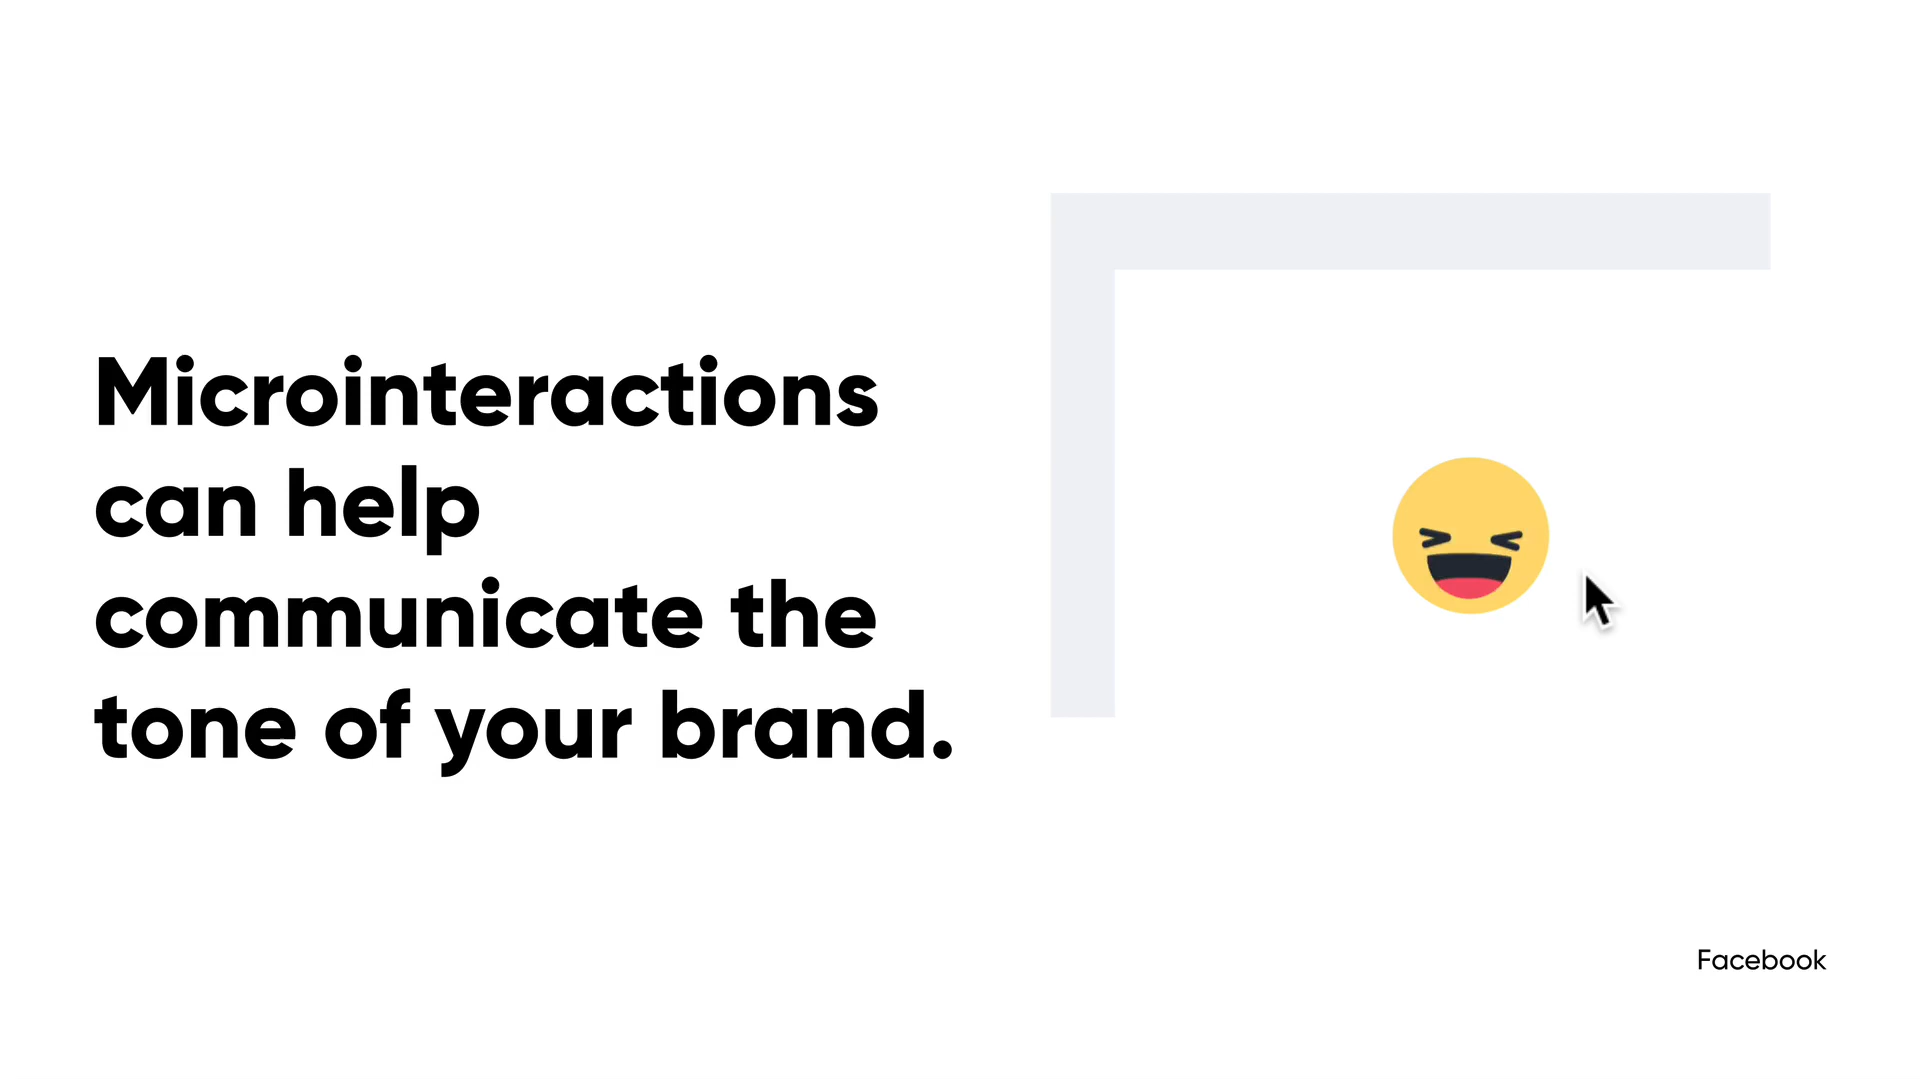 Microinteractions
can help
communicate the
tone of your brand.
Facebook